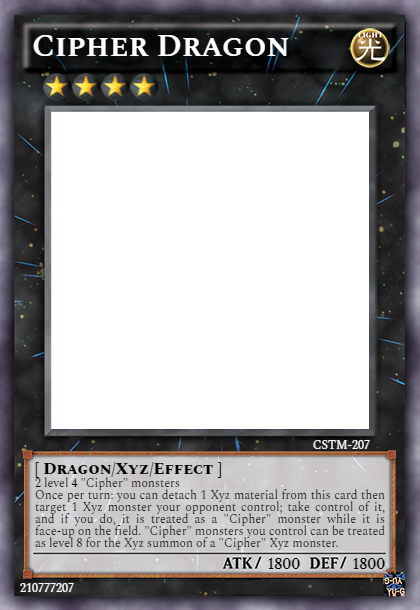 CIPHER DRAGON
LIGHT
光
CSTM-207
[ DRAGON/XYZ/EFFECT ]
2 level 4 "Cipher" monsters
Once per turn: you can detach 1 Xyz material from this card then
target 1 Xyz monster your opponent control; take control of it,
and if you do, it is treated as a "Cipher" monster while it is
face-up on the field. "Cipher" monsters you control can be treated
as level 8 for the Xyz summon of a "Cipher" Xyz monster.
ATK/ 1800 DEF/ 1800
210777207